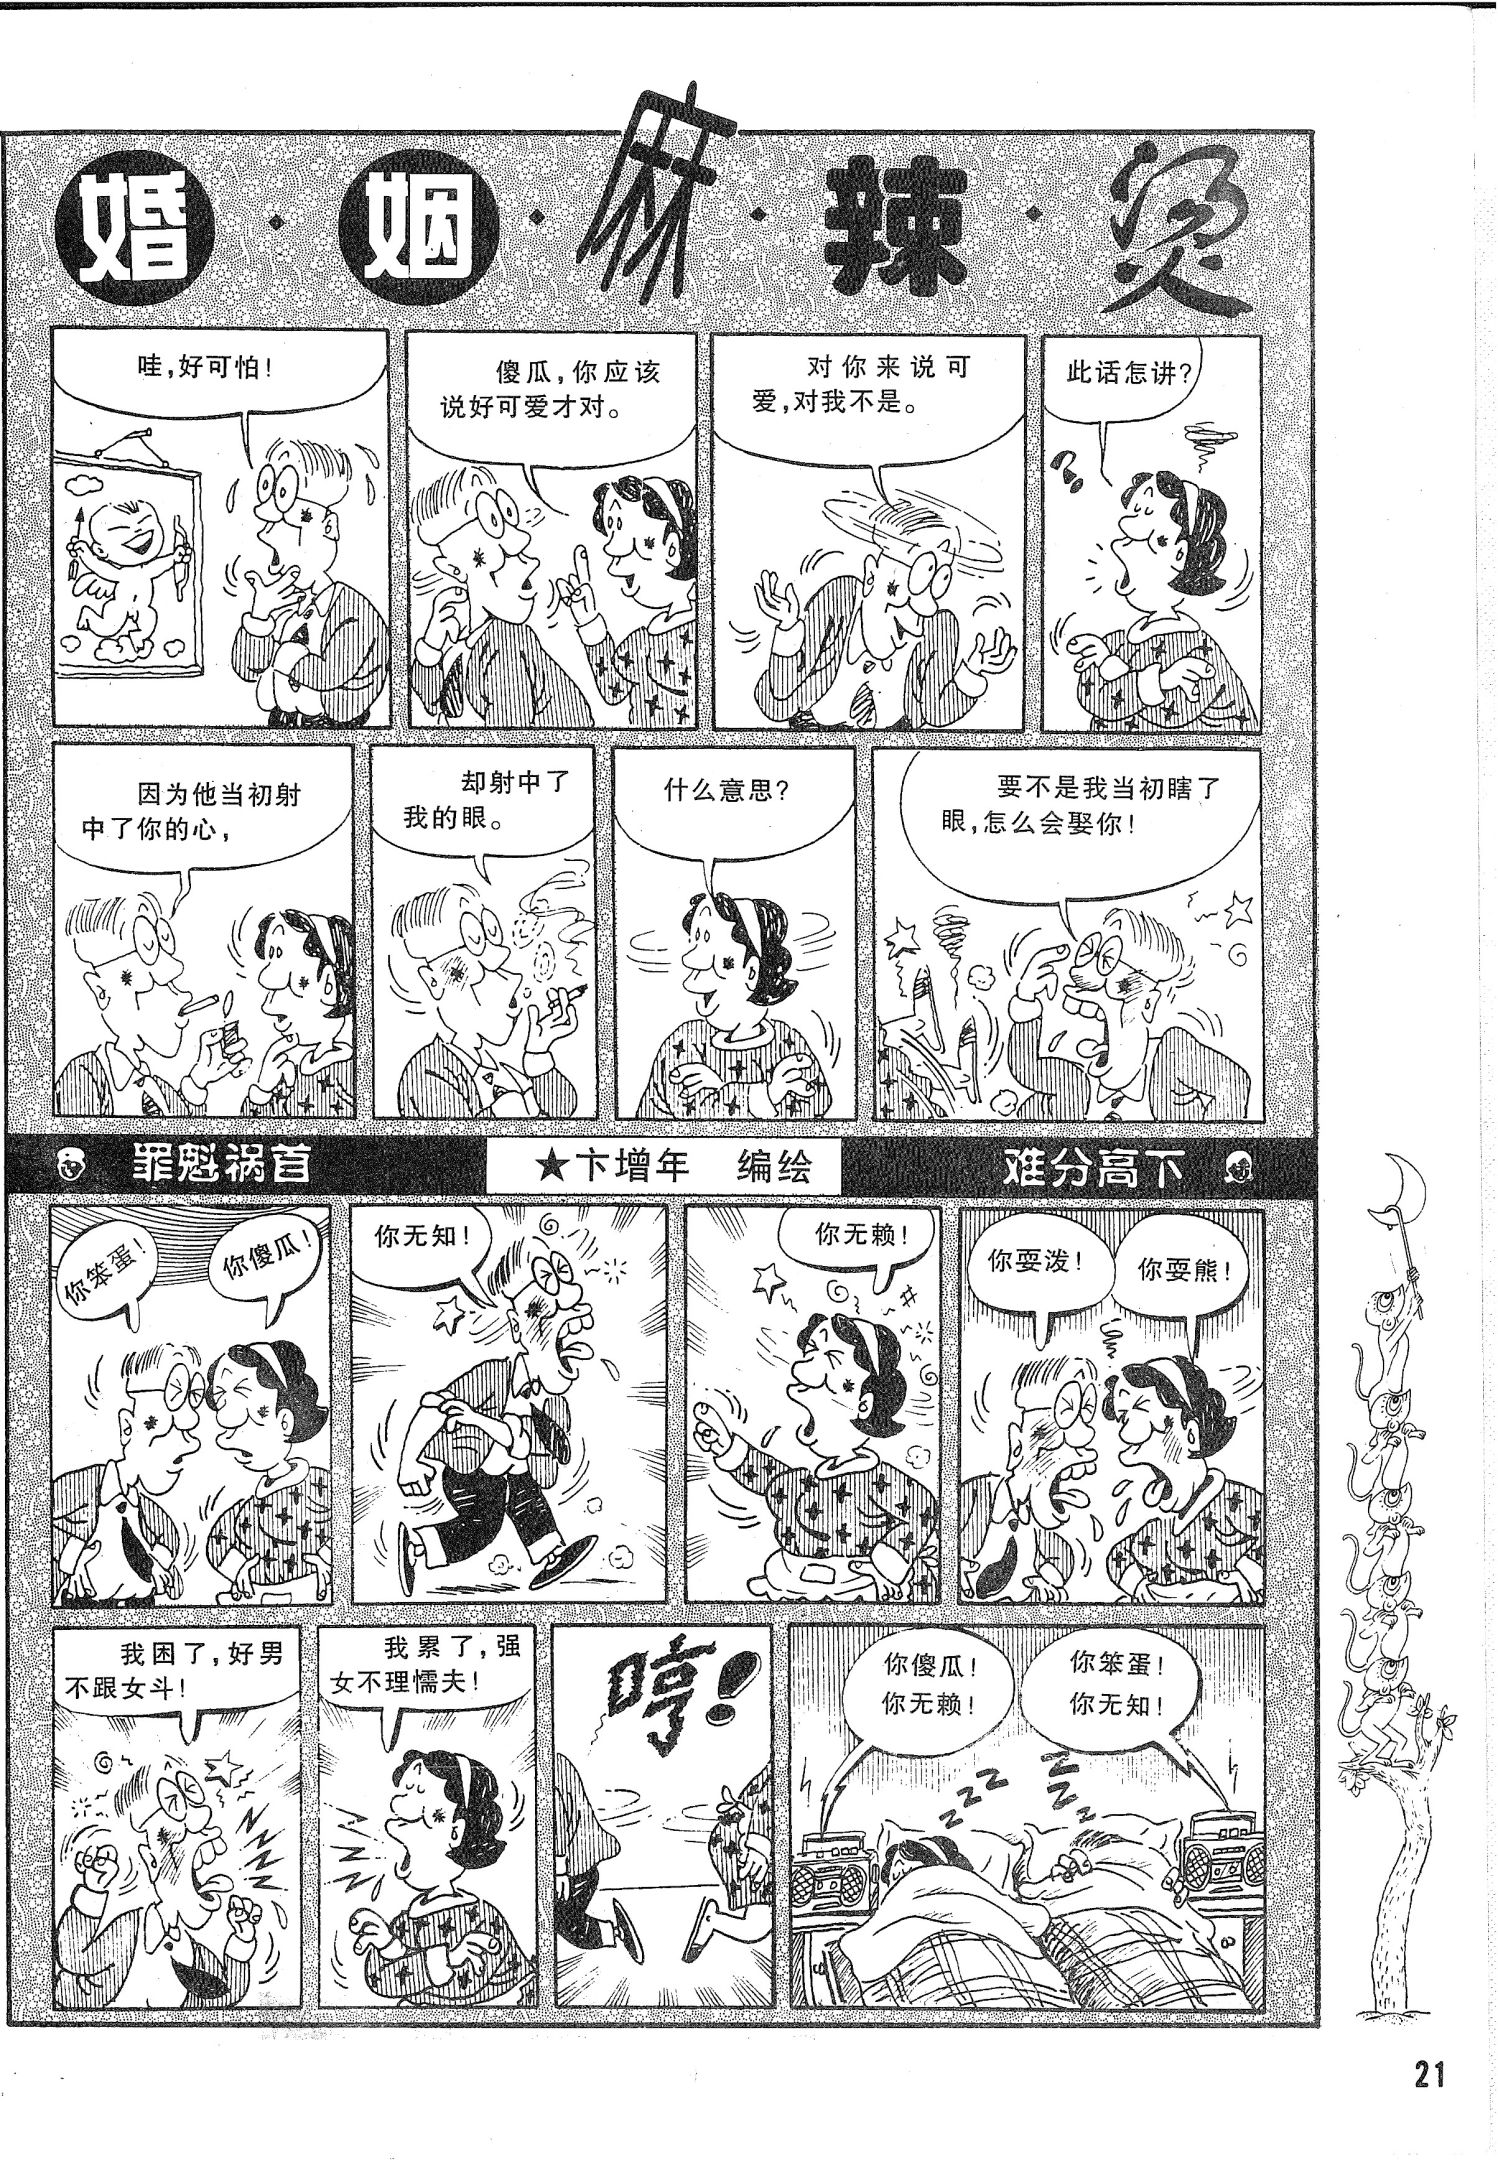 婚·姻·麻·辣·烫
哇,好可怕!
傻瓜,你应该
说好可爱才对。
对你来说可
爱,对我不是。
此话怎讲?
因为他当初射
中了你的心,
却射中了
我的眼。
什么意思?
要不是我当初瞎了
眼,怎么会娶你!
罪魁祸首
★卞增年 编绘
难分高下
你笨蛋!
你傻瓜!
你无知!
你无赖!
你耍泼!
你耍熊!
我困了,好男
不跟女斗!
我累了,强
女不理懦夫!
哼!
你傻瓜!
你无赖!
你笨蛋!
你无知!
zzz
zzz
21